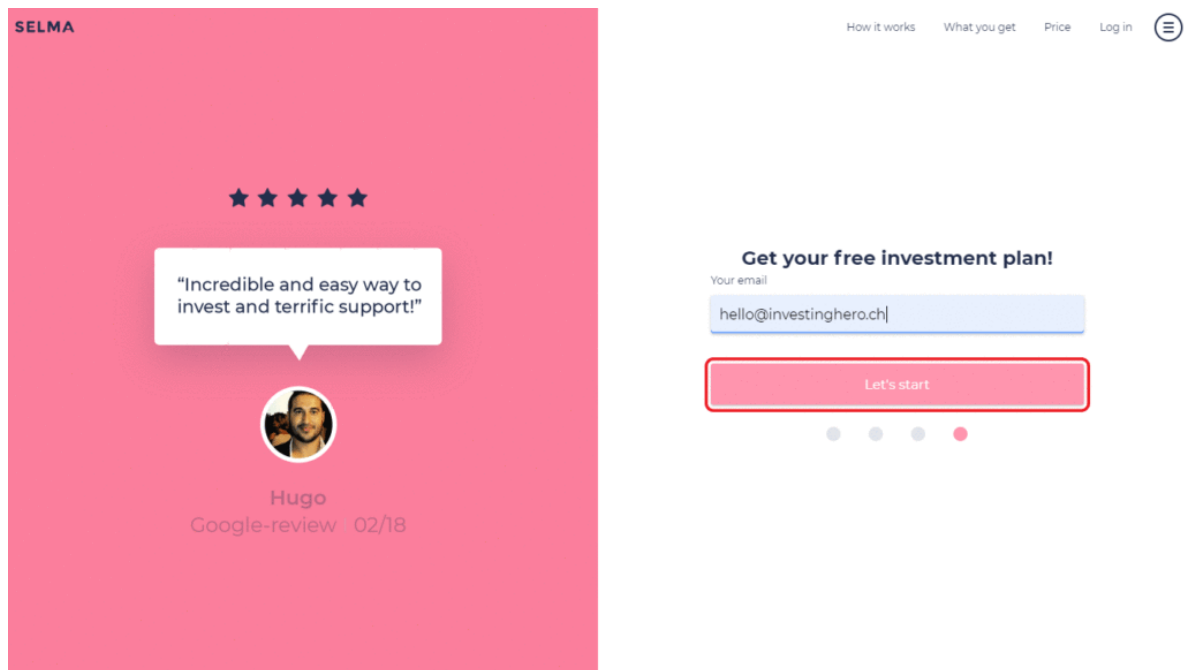 SELMA
How it works
What you get
Price
Log in
“Incredible and easy way to
invest and terrific support!”
Hugo
Google-review 02/18
Get your free investment plan!
Your email
hello@investinghero.ch
Let's start